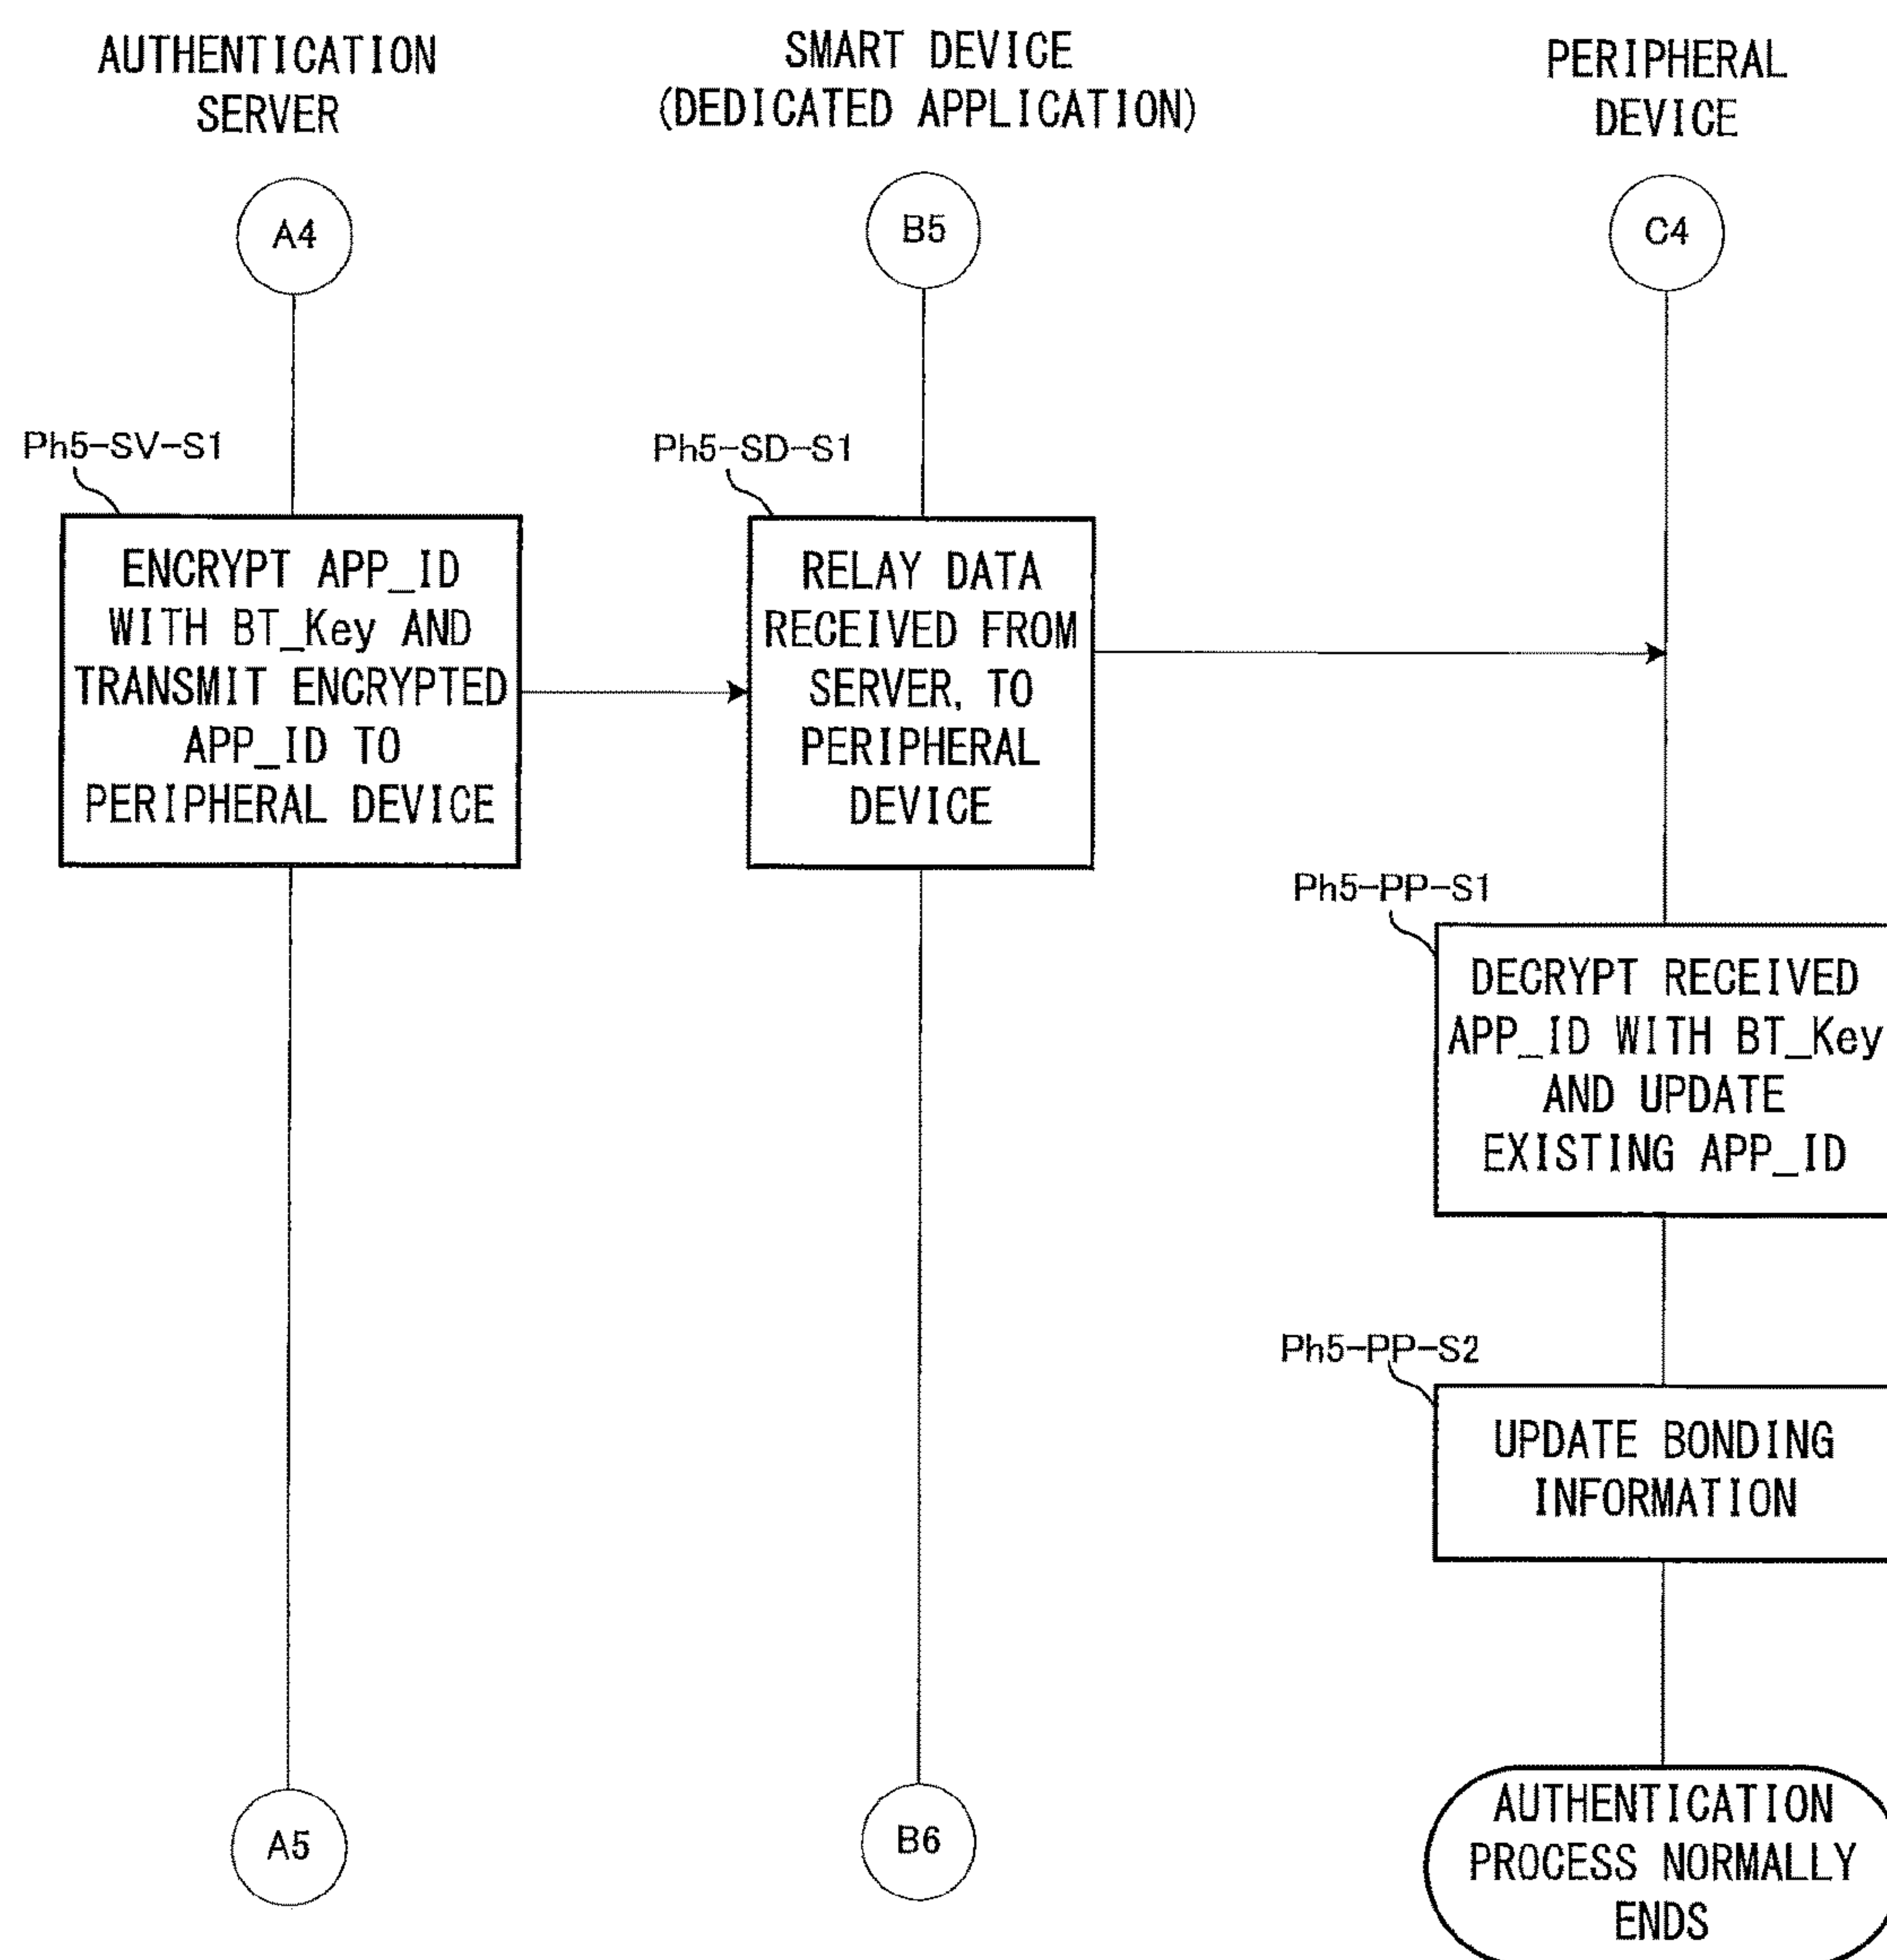 AUTHENTICATION
SERVER
SMART DEVICE
(DEDICATED APPLICATION)
PERIPHERAL
DEVICE
A4
B5
C4
Ph5-SV-S1
ENCRYPT APP_ID
WITH BT_Key AND
TRANSMIT ENCRYPTED
APP_ID TO
PERIPHERAL DEVICE
Ph5-SD-S1
RELAY DATA
RECEIVED FROM
SERVER, TO
PERIPHERAL
DEVICE
Ph5-PP-S1
DECRYPT RECEIVED
APP_ID WITH BT_Key
AND UPDATE
EXISTING APP_ID
Ph5-PP-S2
UPDATE BONDING
INFORMATION
A5
B6
AUTHENTICATION
PROCESS NORMALLY
ENDS